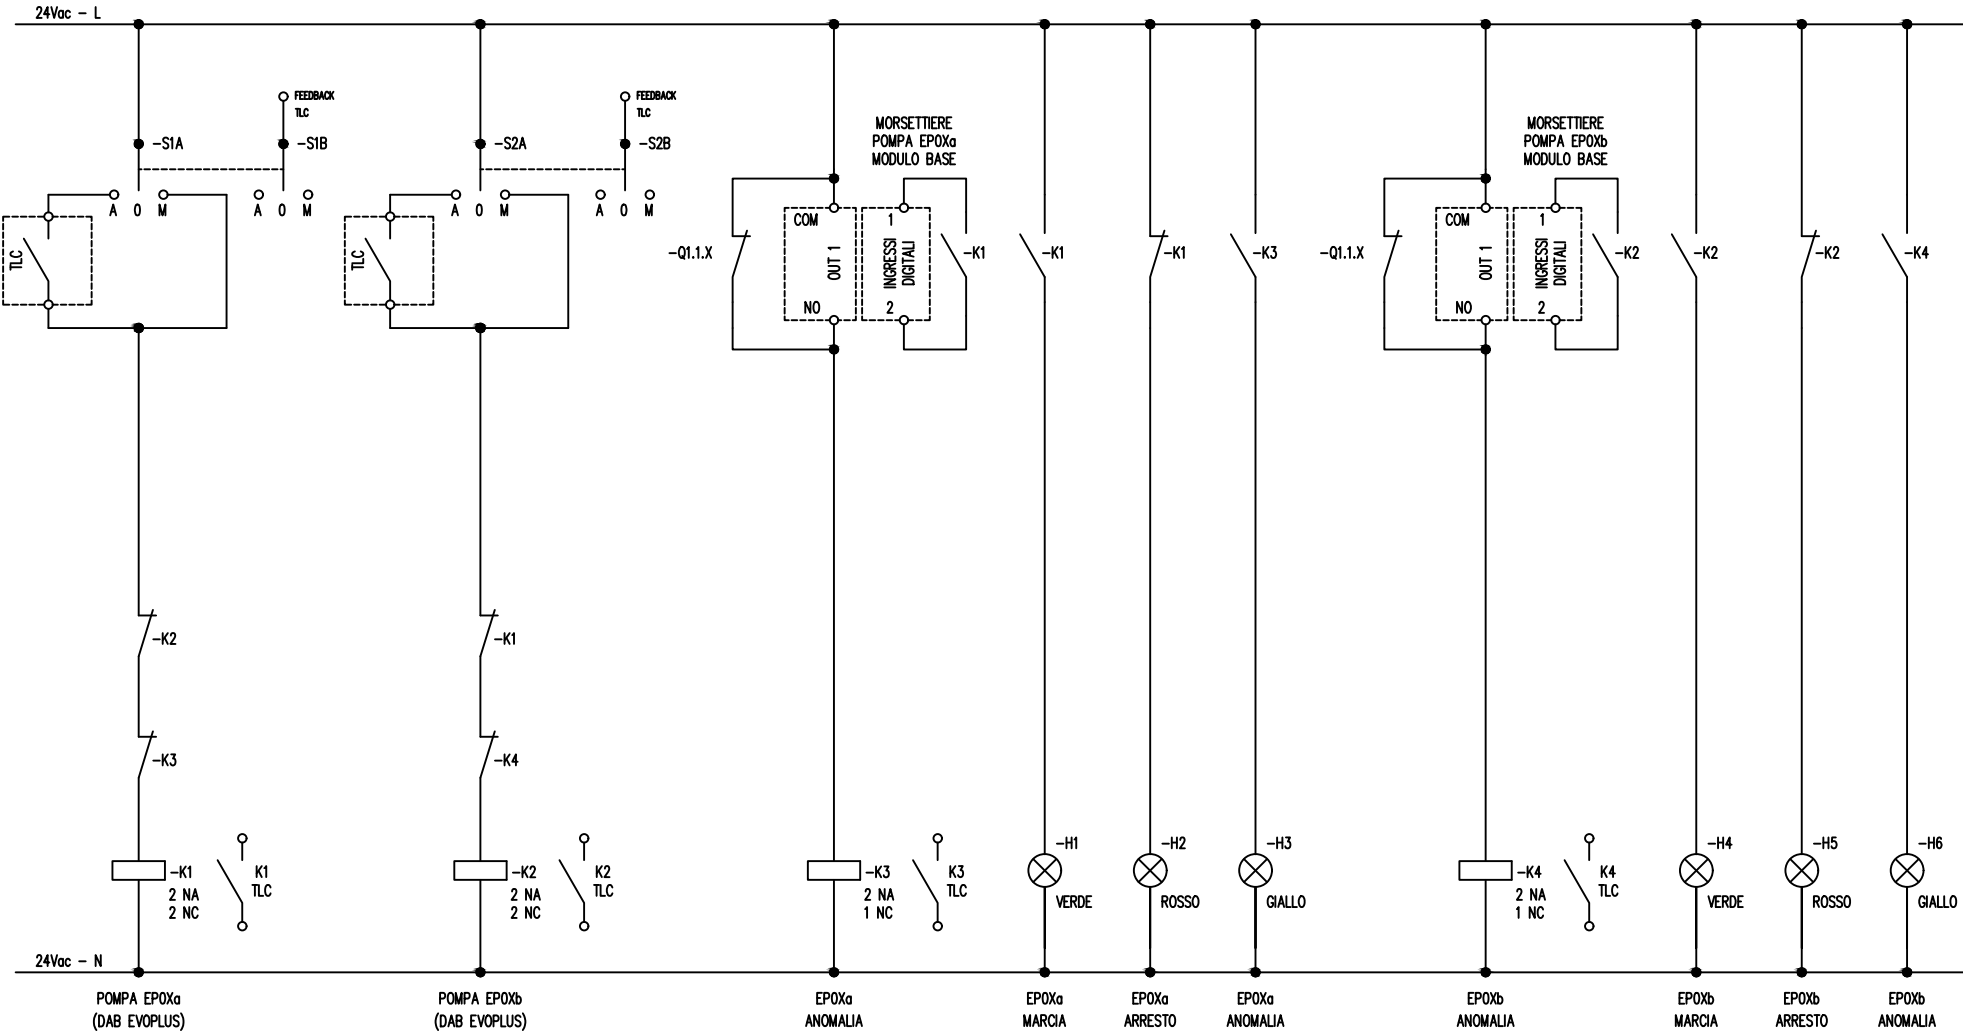 24Vac - L
FEEDBACK
TLC
-S1A
-S1B
A 0 M
A 0 M
TLC
FEEDBACK
TLC
-S2A
-S2B
A 0 M
A 0 M
TLC
MORSETTIERE
POMPA EPOXa
MODULO BASE
-Q1.1.X
COM
OUT 1
NO
1
INGRESSI
DIGITALI
2
-K1
-K1
-K1
-K3
MORSETTIERE
POMPA EPOXb
MODULO BASE
-Q1.1.X
COM
OUT 1
NO
1
INGRESSI
DIGITALI
2
-K2
-K2
-K2
-K4
-K2
-K1
-K3
-K4
-K1
2 NA
2 NC
K1
TLC
-K2
2 NA
2 NC
K2
TLC
-K3
2 NA
1 NC
K3
TLC
-H1
VERDE
-H2
ROSSO
-H3
GIALLO
-K4
2 NA
1 NC
K4
TLC
-H4
VERDE
-H5
ROSSO
-H6
GIALLO
24Vac - N
POMPA EPOXa
(DAB EVOPLUS)
POMPA EPOXb
(DAB EVOPLUS)
EPOXa
ANOMALIA
EPOXa
MARCIA
EPOXa
ARRESTO
EPOXa
ANOMALIA
EPOXb
ANOMALIA
EPOXb
MARCIA
EPOXb
ARRESTO
EPOXb
ANOMALIA